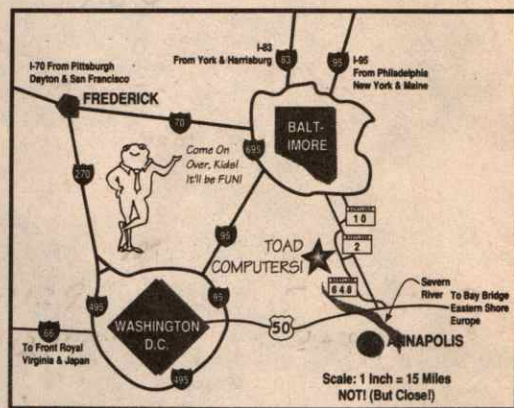 I-83
From York & Harrisburg
I-70 From Pittsburgh
Dayton & San Francisco
I-95
From Philadelphia
New York & Maine
83
95
FREDERICK
70
BALT-
IMORE
Come On
Over, Kids!
It'll be FUN!
695
270
10
2
95
TOAD
COMPUTERS!
648
Severn
River
To Bay Bridge
Eastern Shore
Europe
495
95
66
WASHINGTON
D.C.
50
ANNAPOLIS
To Front Royal
Virginia & Japan
495
Scale: 1 Inch = 15 Miles
NOT! (But Close!)